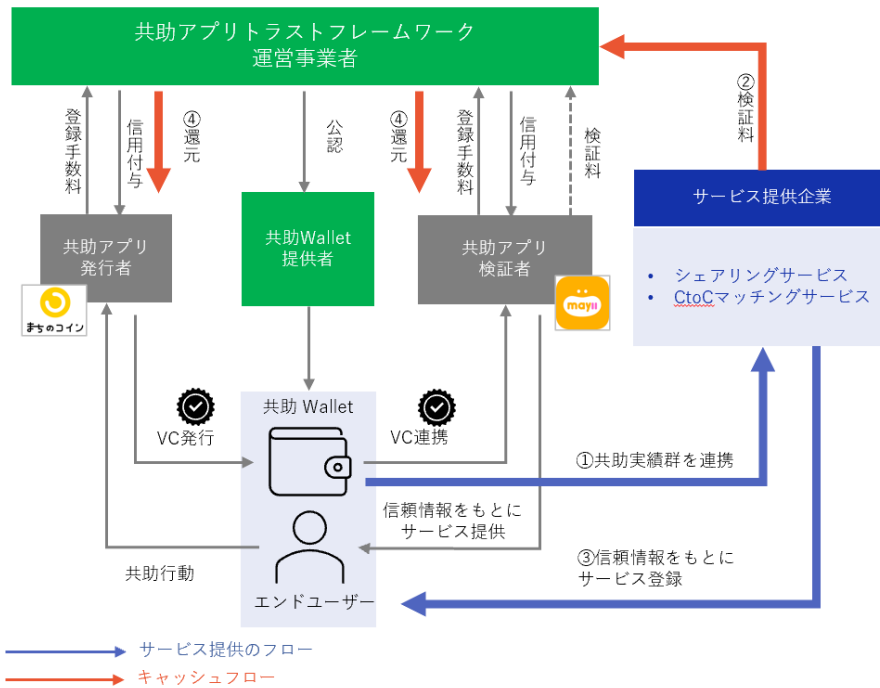 共助アプリトラストフレームワーク
運営事業者
登録手数料
信用付与
④還元
公認
④還元
登録手数料
信用付与
検証料
②検証料
サービス提供企業
• シェアリングサービス
• CtoCマッチングサービス
共助アプリ
発行者
まちのコイン
共助Wallet
提供者
共助アプリ
検証者
mayii
共助 Wallet
VC発行
VC連携
①共助実績群を連携
信頼情報をもとに
サービス提供
共助行動
エンドユーザー
③信頼情報をもとに
サービス登録
サービス提供のフロー
キャッシュフロー